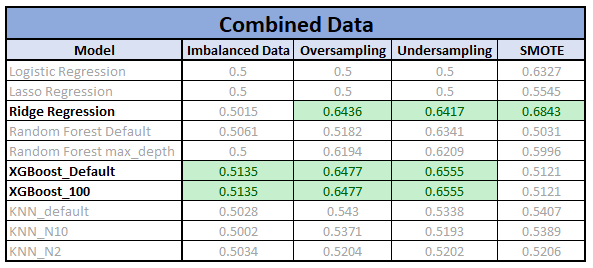 Combined Data
Model Imbalanced Data Oversampling Undersampling SMOTE
Logistic Regression 0.5 0.5 0.5 0.6327
Lasso Regression 0.5 0.5 0.5 0.5545
Ridge Regression 0.5015 0.6436 0.6417 0.6843
Random Forest Default 0.5061 0.5182 0.6341 0.5031
Random Forest max_depth 0.5 0.6194 0.6209 0.5996
XGBoost_Default 0.5135 0.6477 0.6555 0.5121
XGBoost_100 0.5135 0.6477 0.6555 0.5121
KNN_default 0.5028 0.543 0.5338 0.5407
KNN_N10 0.5002 0.5371 0.5193 0.5389
KNN_N2 0.5034 0.5204 0.5202 0.5206